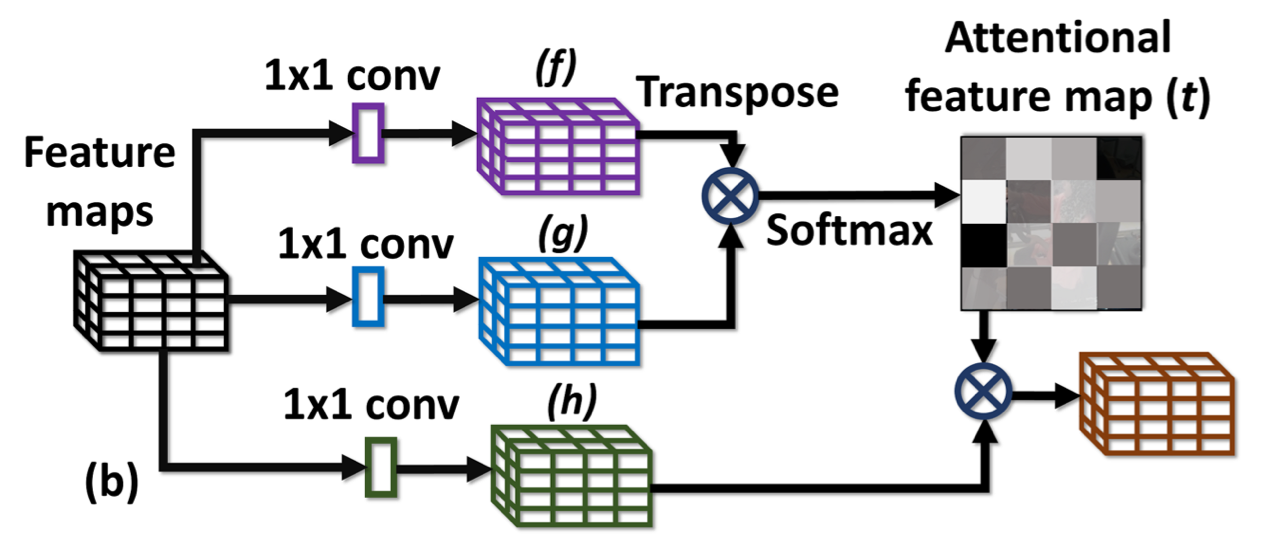 Attentional
feature map (t)
1x1 conv
(f)
Transpose
Feature
maps
1x1 conv
(g)
Softmax
1x1 conv
(h)
(b)